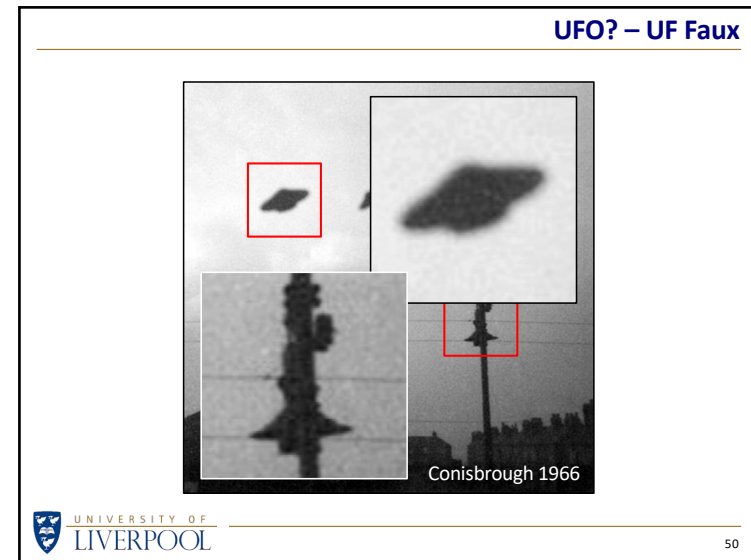 UFO? – UF Faux
Conisbrough 1966
UNIVERSITY OF
LIVERPOOL
50